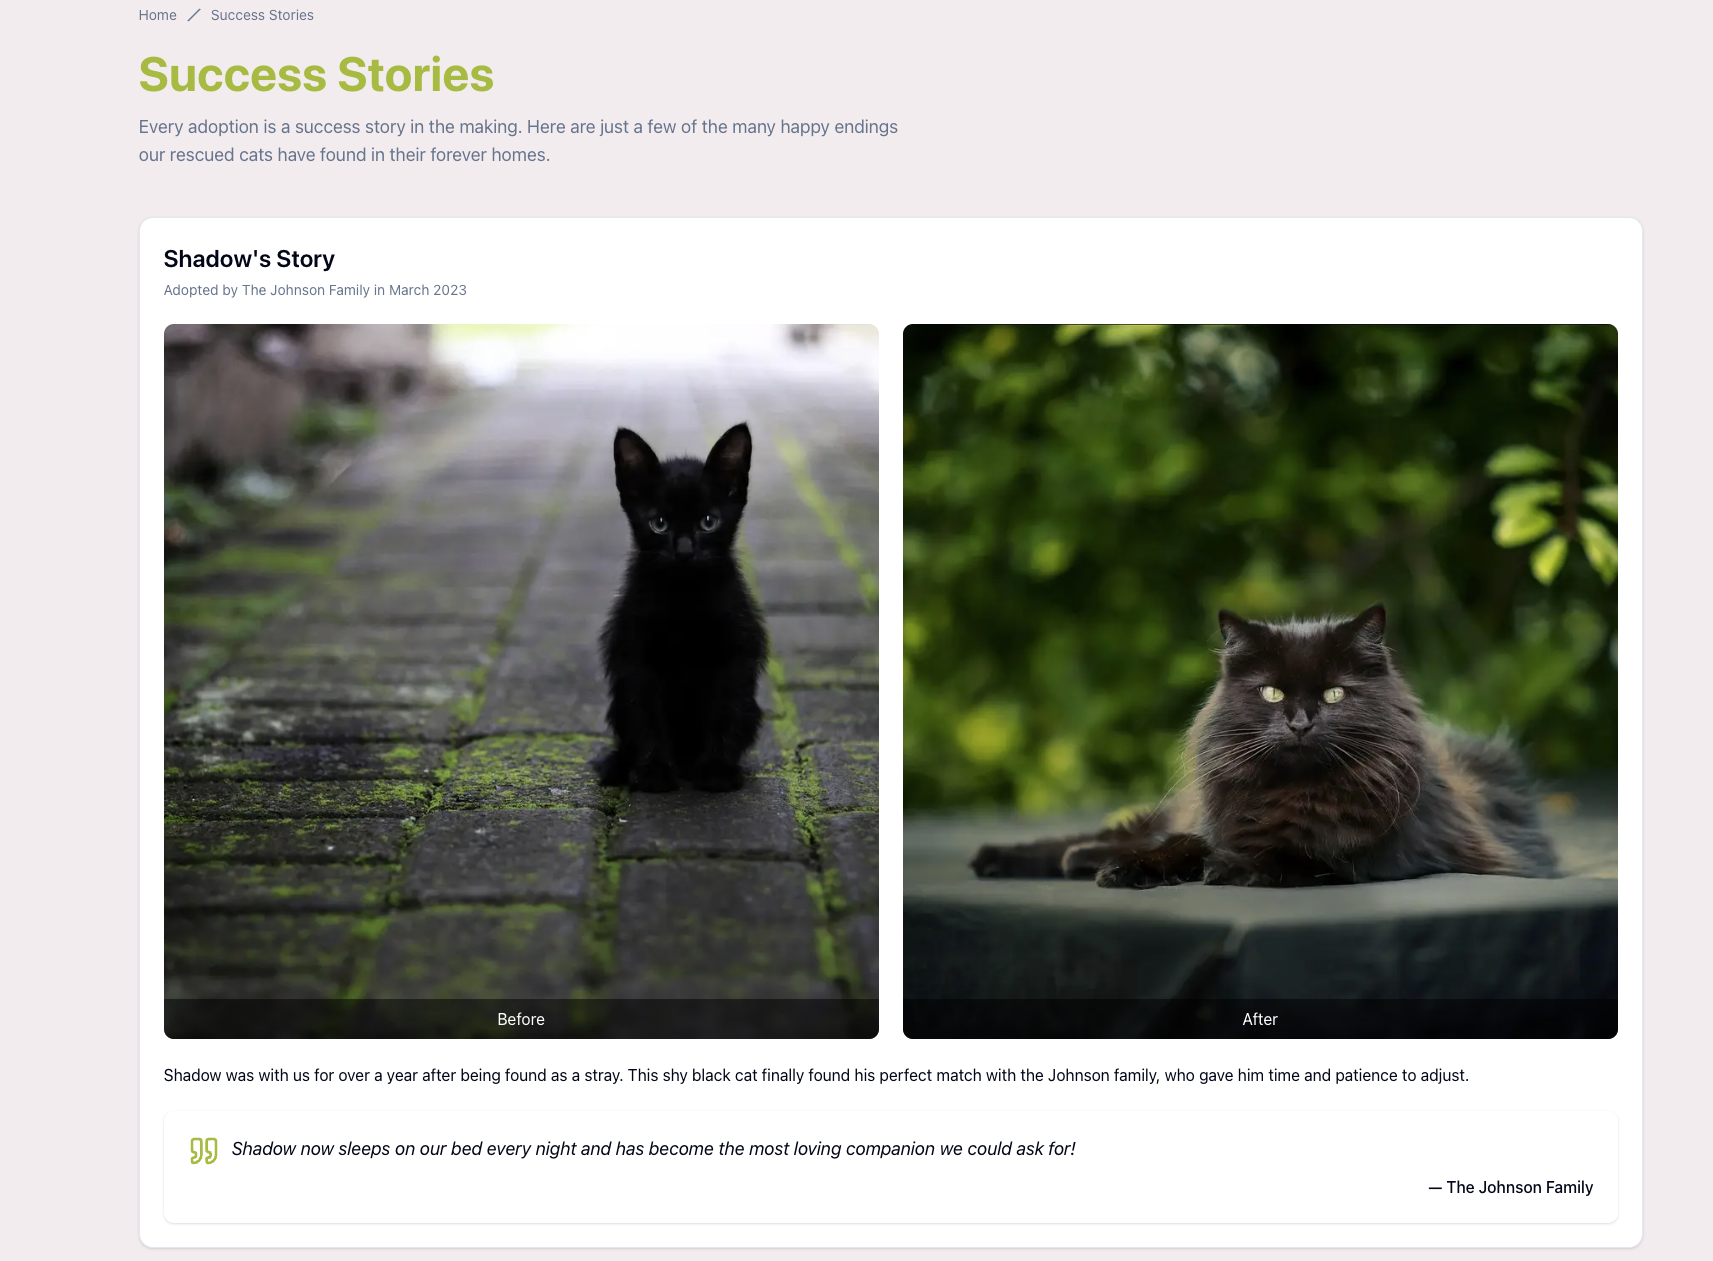 Home / Success Stories
Success Stories
Every adoption is a success story in the making. Here are just a few of the many happy endings
our rescued cats have found in their forever homes.
Shadow's Story
Adopted by The Johnson Family in March 2023
Before
After
Shadow was with us for over a year after being found as a stray. This shy black cat finally found his perfect match with the Johnson family, who gave him time and patience to adjust.
Shadow now sleeps on our bed every night and has become the most loving companion we could ask for!
— The Johnson Family